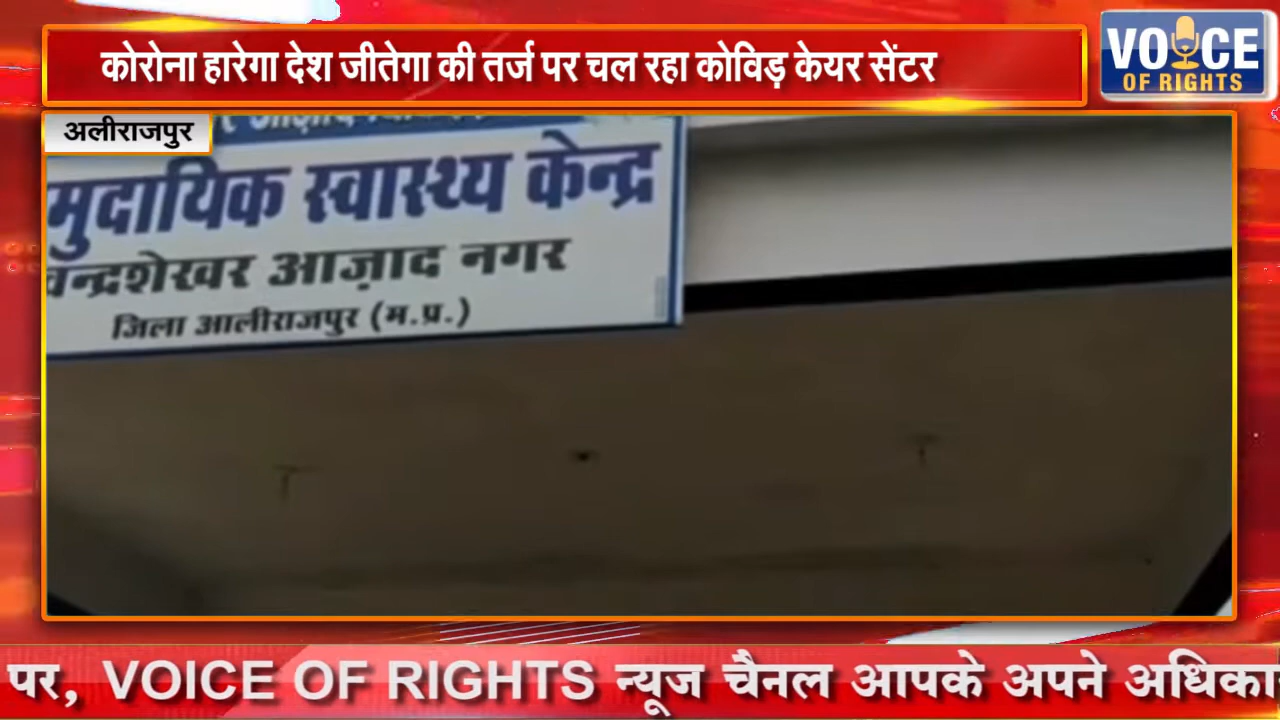 कोरोना हारेगा देश जीतेगा की तर्ज पर चल रहा कोविड़ केयर सेंटर
VOICE
OF RIGHTS
अलीराजपुर
मुदायिक स्वास्थ्य केन्द्र
चन्द्रशेखर आज़ाद नगर
जिला आलीराजपुर (म.प्र.)
पर, VOICE OF RIGHTS न्यूज चैनल आपके अपने अधिका